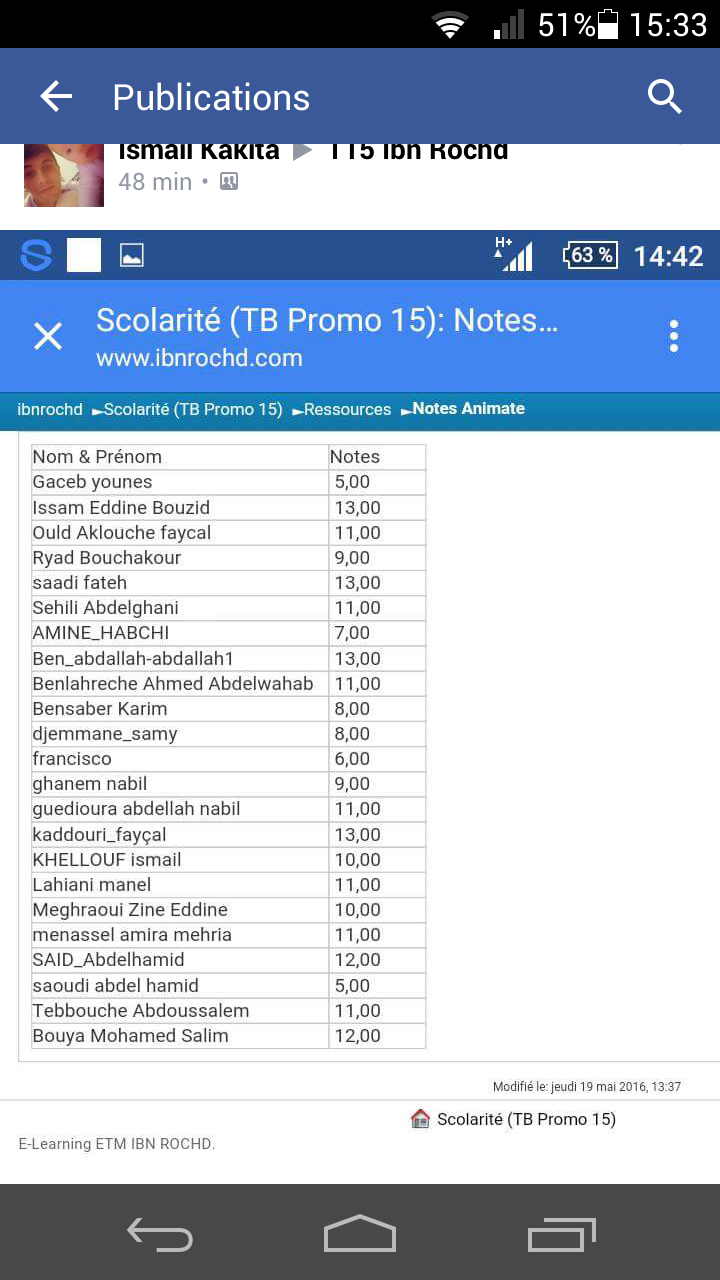 51% 15:33
Publications
Ismail Kakita ▶ T15 Ibn Rochd
48 min •
H+ 63 % 14:42
Scolarité (TB Promo 15): Notes...
www.ibnrochd.com
ibnrochd ►Scolarité (TB Promo 15) ►Ressources ►Notes Animate
Nom & Prénom Notes
Gaceb younes 5,00
Issam Eddine Bouzid 13,00
Ould Aklouche faycal 11,00
Ryad Bouchakour 9,00
saadi fateh 13,00
Sehili Abdelghani 11,00
AMINE_HABCHI 7,00
Ben_abdallah-abdallah1 13,00
Benlahreche Ahmed Abdelwahab 11,00
Bensaber Karim 8,00
djemmane_samy 8,00
francisco 6,00
ghanem nabil 9,00
guedioura abdellah nabil 11,00
kaddouri_fayçal 13,00
KHELLOUF ismail 10,00
Lahiani manel 11,00
Meghraoui Zine Eddine 10,00
menassel amira mehria 11,00
SAID_Abdelhamid 12,00
saoudi abdel hamid 5,00
Tebbouche Abdoussalem 11,00
Bouya Mohamed Salim 12,00
Modifié le: jeudi 19 mai 2016, 13:37
Scolarité (TB Promo 15)
E-Learning ETM IBN ROCHD.